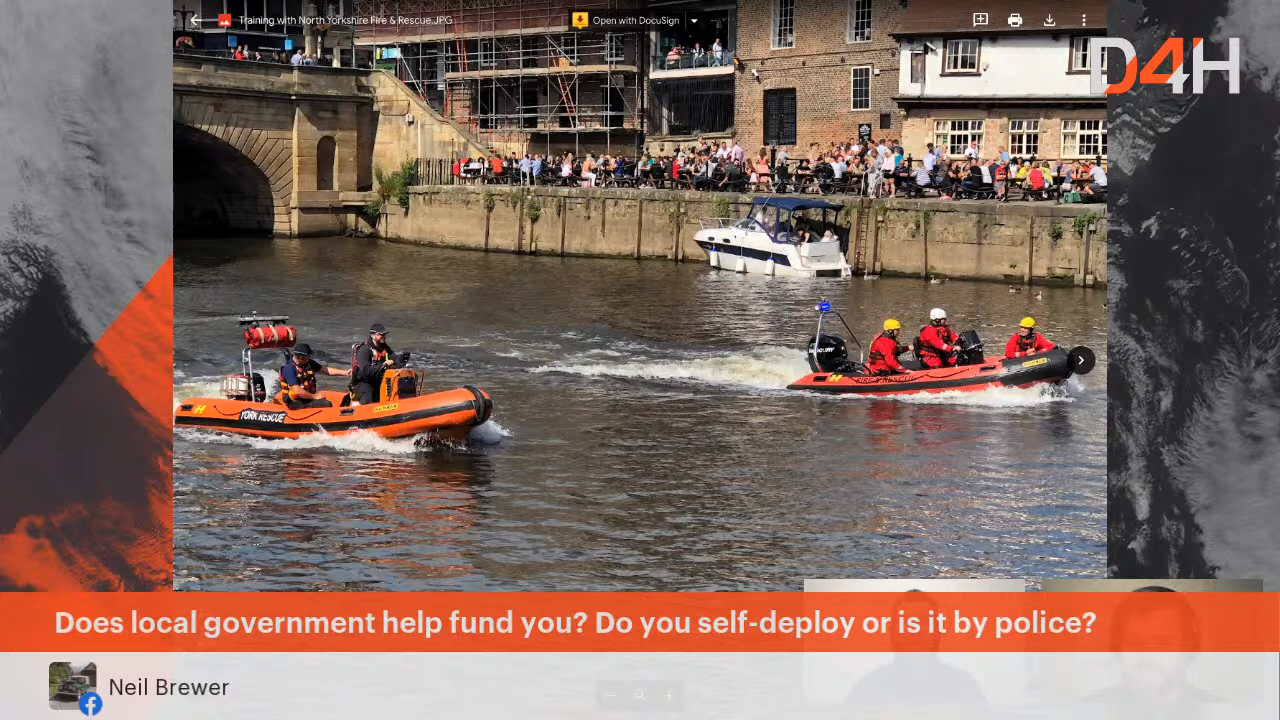 Training with North Yorkshire Fire & Rescue.JPG
Open with DocuSign
D4H
YORK RESCUE
FIRE & RESCUE
Does local government help fund you? Do you self-deploy or is it by police?
Neil Brewer